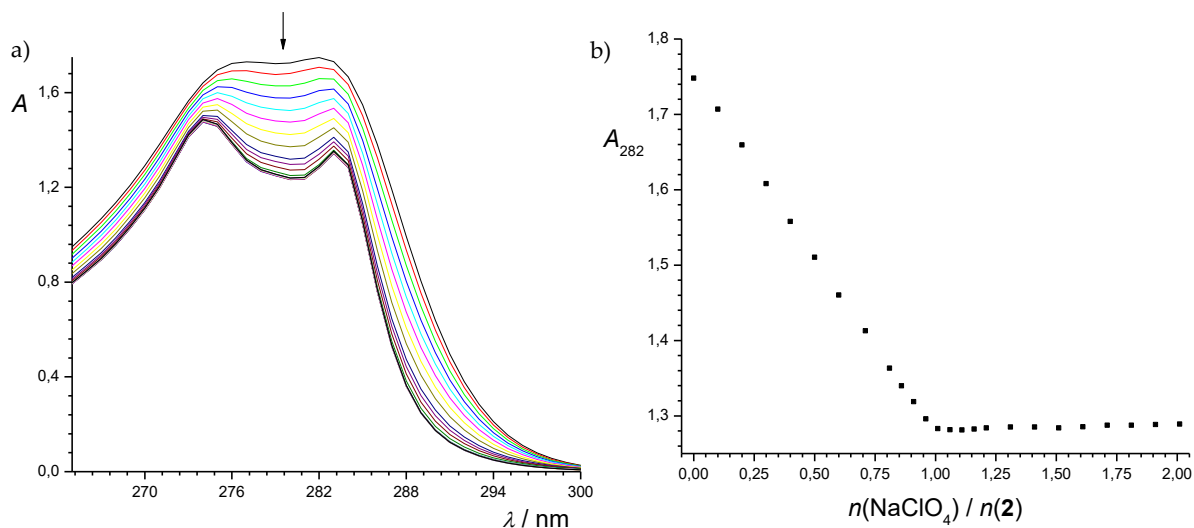 a)
A
1,6
1,2
0,8
0,4
0,0
270 276 282 288 294 300
λ / nm
b)
A282
1,8
1,7
1,6
1,5
1,4
1,3
0,00 0,25 0,50 0,75 1,00 1,25 1,50 1,75 2,00
n(NaClO4) / n(2)